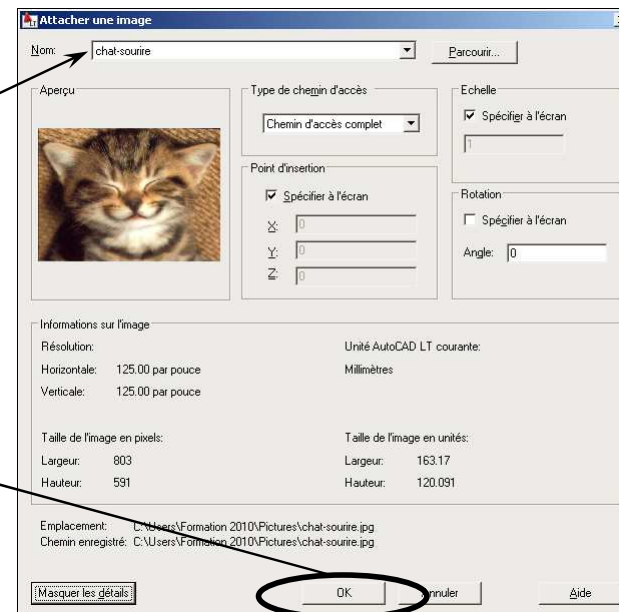 Attacher une image
Nom: chat-sourire Parcourir...
Aperçu
Type de chemin d'accès
Chemin d'accès complet
Point d'insertion
Spécifier à l'écran
X: 0
Y: 0
Z: 0
Echelle
Spécifier à l'écran
1
Rotation
Spécifier à l'écran
Angle: 0
Informations sur l'image
Résolution:
Horizontale: 125.00 par pouce
Verticale: 125.00 par pouce
Unité AutoCAD LT courante:
Millimètres
Taille de l'image en pixels:
Largeur: 803
Hauteur: 591
Taille de l'image en unités:
Largeur: 163.17
Hauteur: 120.091
Emplacement: C:\Users\Formation 2010\Pictures\chat-sourire.jpg
Chemin enregistré: C:\Users\Formation 2010\Pictures\chat-sourire.jpg
Masquer les détails OK Annuler Aide